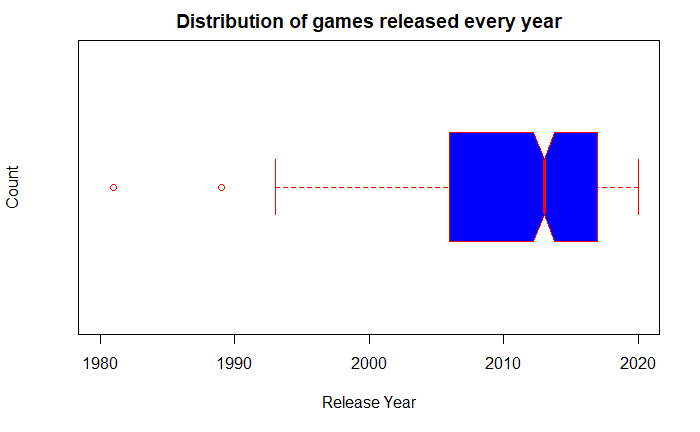 Distribution of games released every year
Count
1980 1990 2000 2010 2020
Release Year